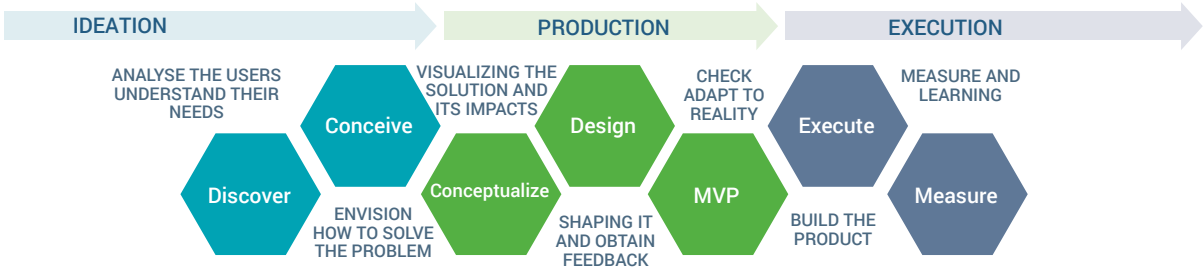 IDEATION
PRODUCTION
EXECUTION
ANALYSE THE USERS
UNDERSTAND THEIR
NEEDS
VISUALIZING THE
SOLUTION AND
ITS IMPACTS
CHECK
ADAPT TO
REALITY
MEASURE AND
LEARNING
Conceive
Design
Execute
Discover
Conceptualize
MVP
Measure
ENVISION
HOW TO SOLVE
THE PROBLEM
SHAPING IT
AND OBTAIN
FEEDBACK
BUILD THE
PRODUCT